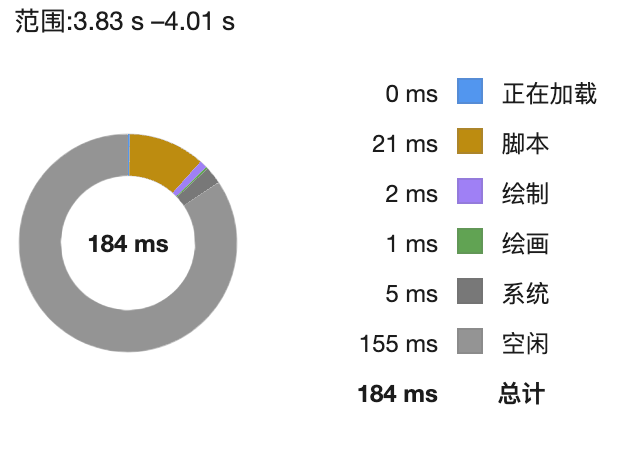 范围:3.83 s –4.01 s
0 ms 正在加载
21 ms 脚本
2 ms 绘制
1 ms 绘画
184 ms
5 ms 系统
155 ms 空闲
184 ms 总计